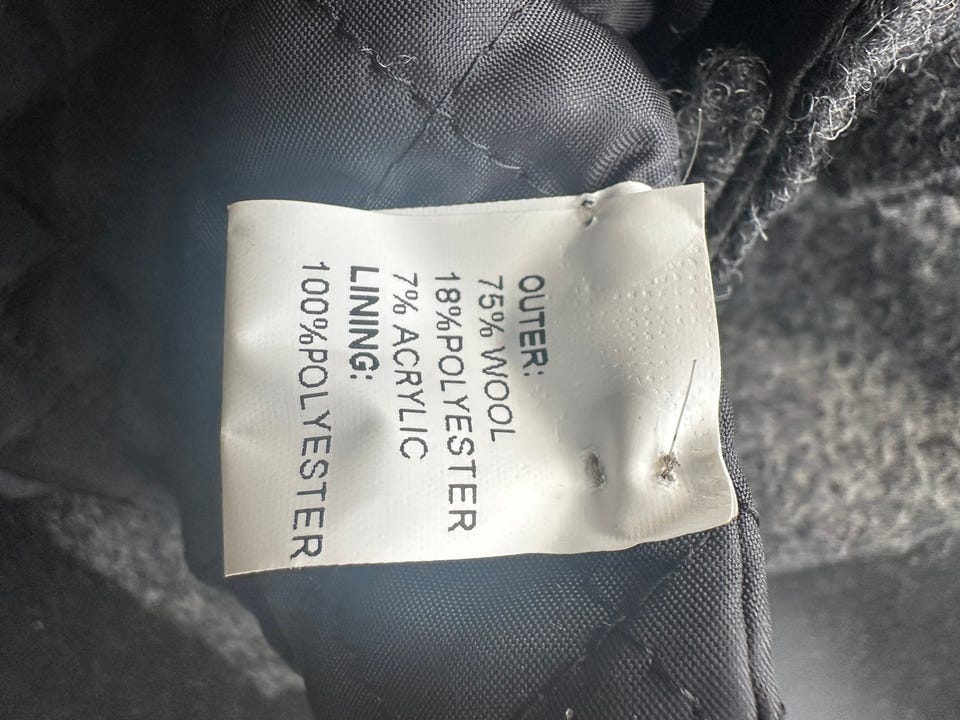 OUTER:
75% WOOL
18%POLYESTER
7% ACRYLIC
LINING:
100%POLYESTER